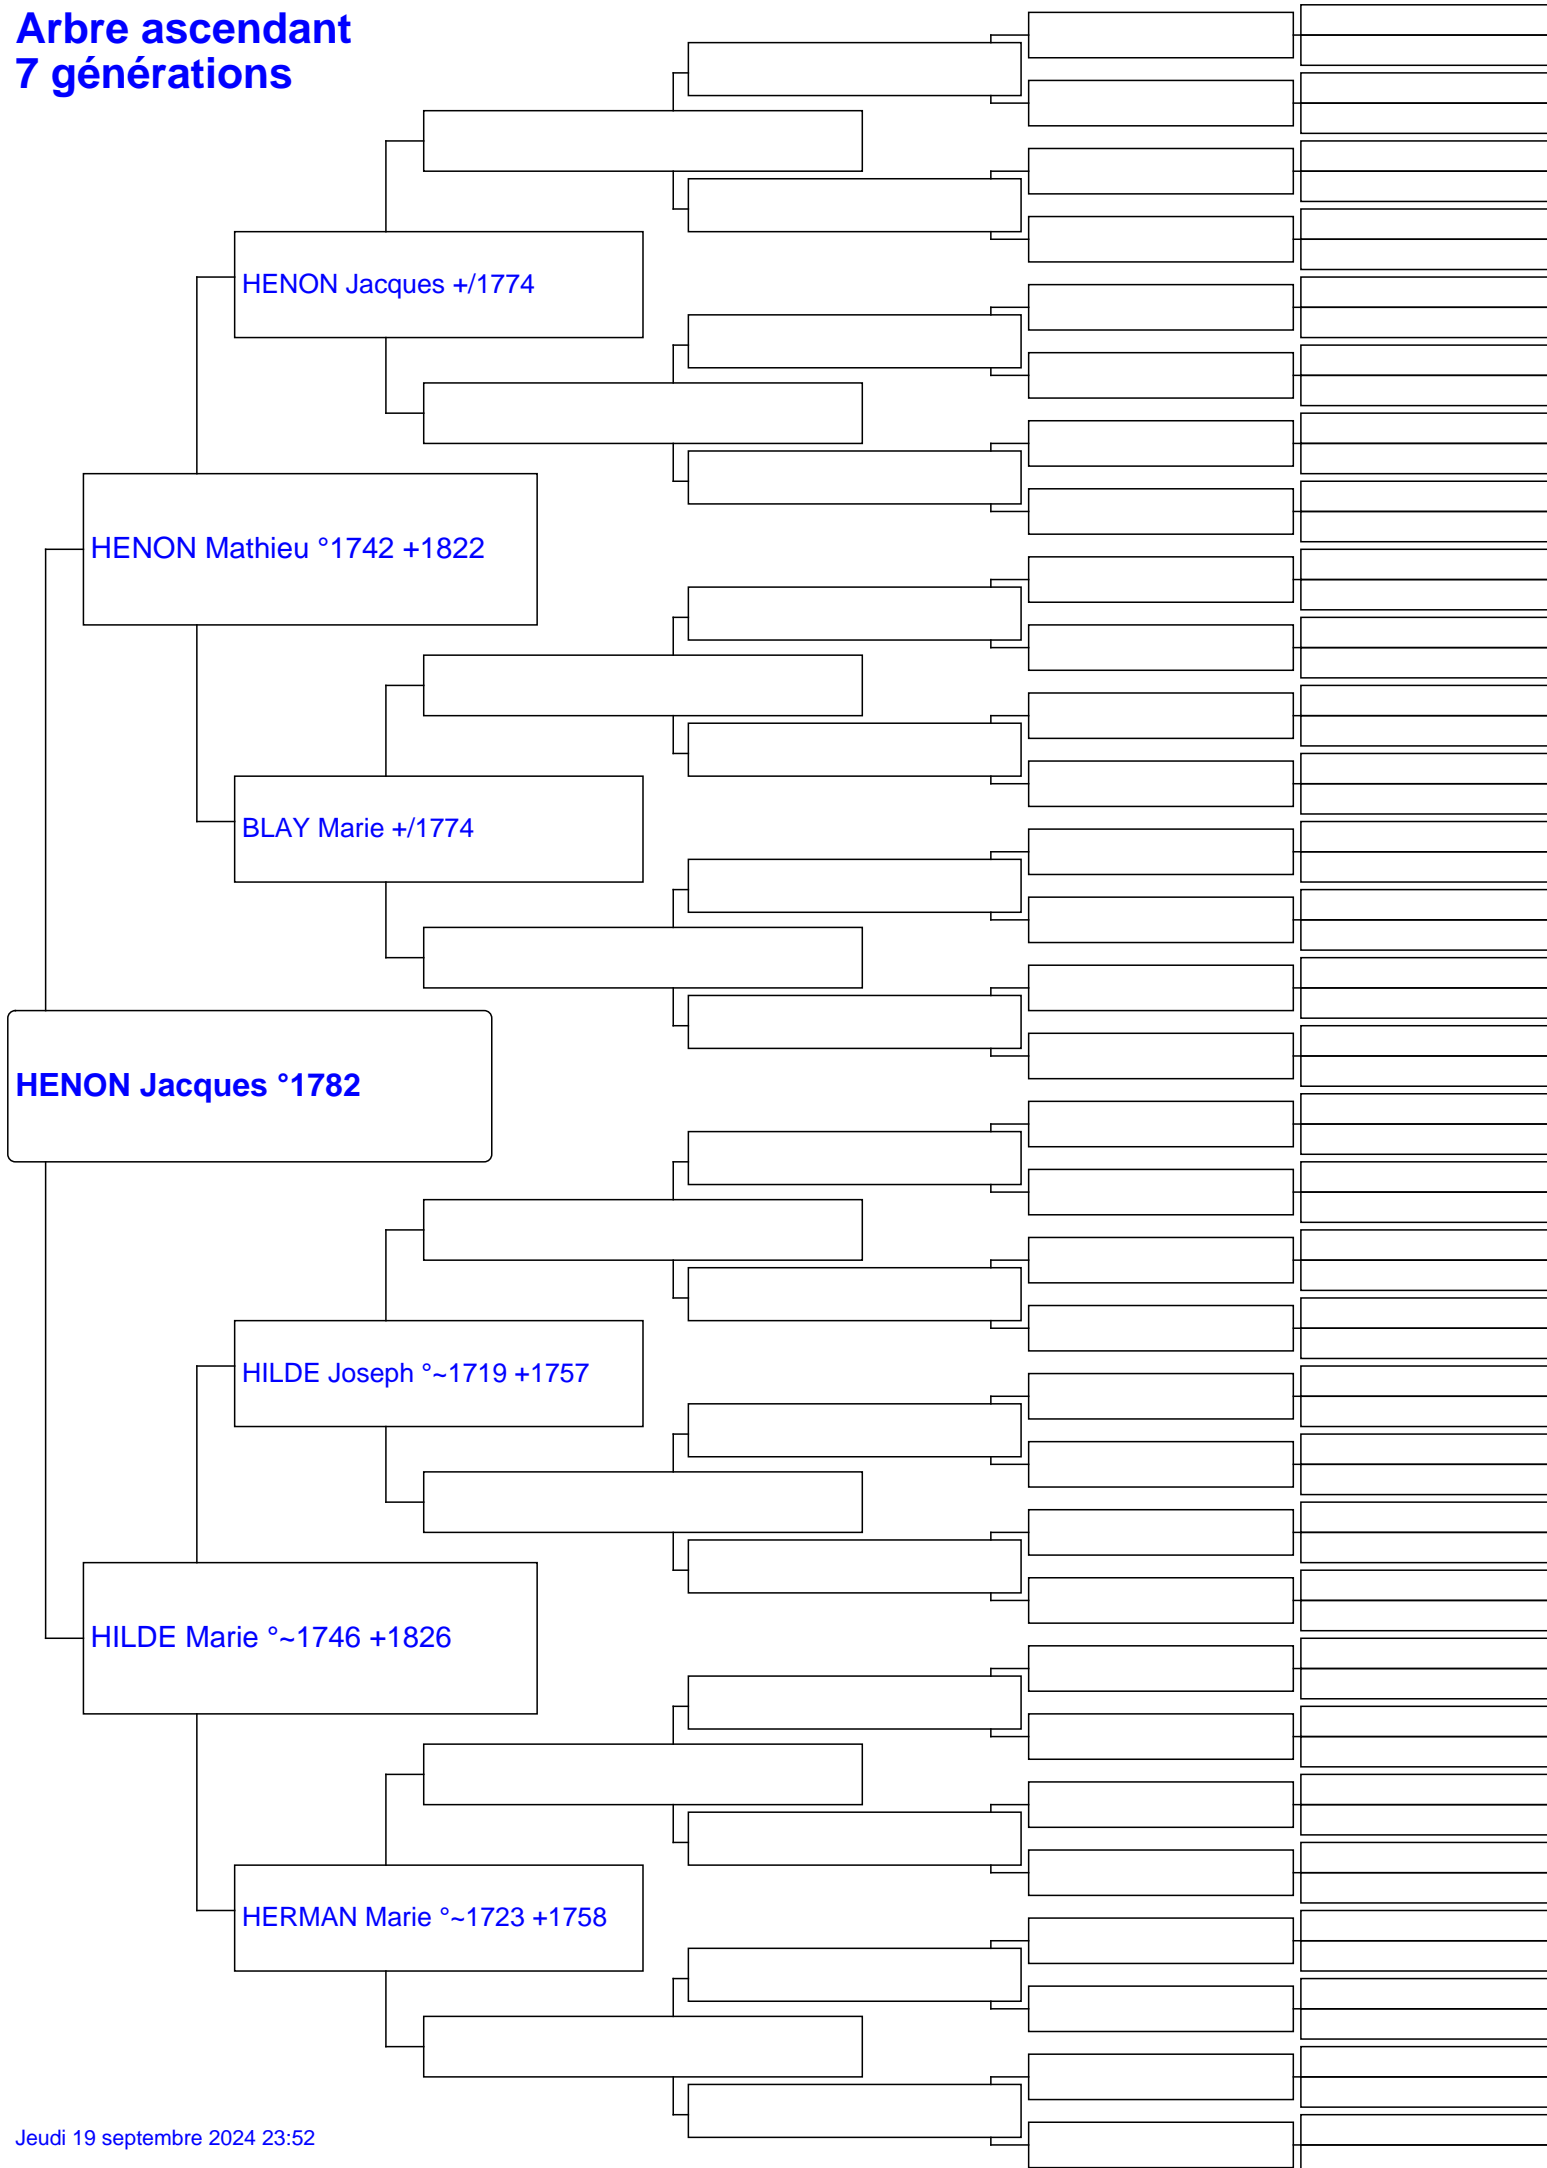 Arbre ascendant
7 générations
HENON Jacques +/1774
HENON Mathieu °1742 +1822
BLAY Marie +/1774
HENON Jacques °1782
HILDE Joseph °~1719 +1757
HILDE Marie °~1746 +1826
HERMAN Marie °~1723 +1758
Jeudi 19 septembre 2024 23:52